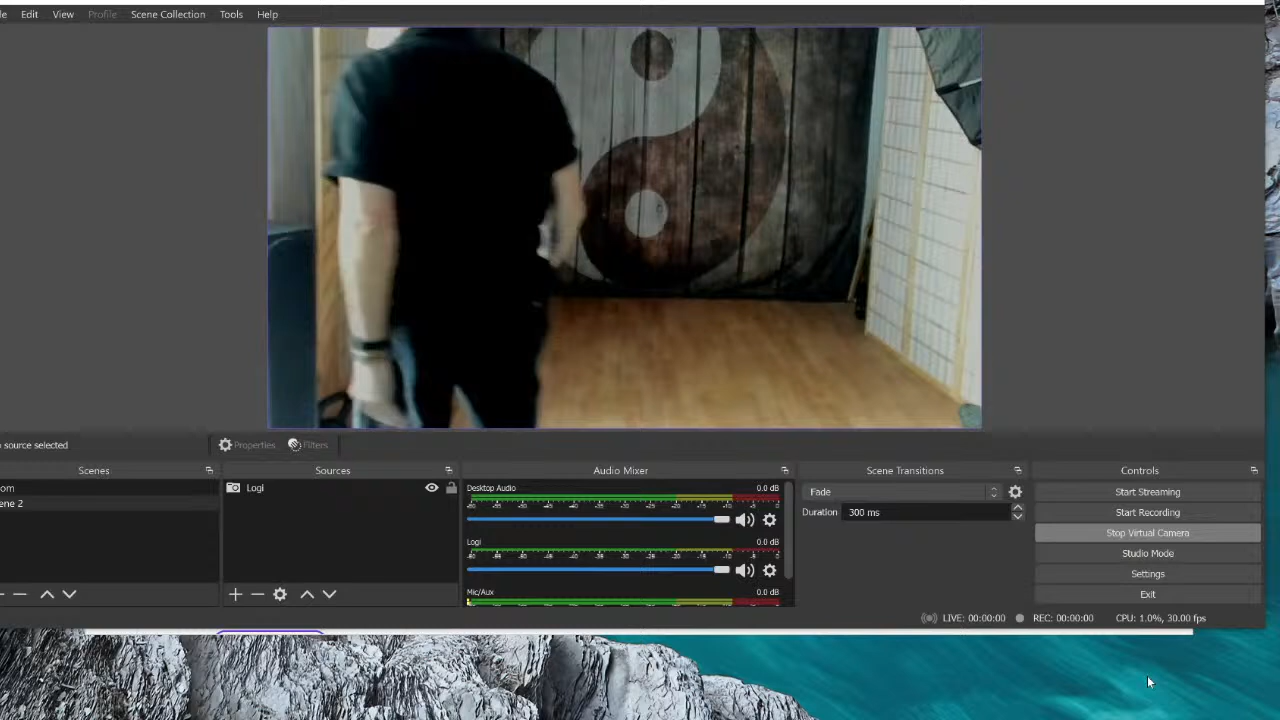 le Edit View Profile Scene Collection Tools Help
o source selected Properties Filters
Scenes Sources Audio Mixer Scene Transitions Controls
om
ene 2
Logi
Desktop Audio 0.0 dB
Logi 0.0 dB
Mic/Aux 0.0 dB
Fade
Duration 300 ms
Start Streaming
Start Recording
Stop Virtual Camera
Studio Mode
Settings
Exit
LIVE: 00:00:00 REC: 00:00:00 CPU: 1.0%, 30.00 fps